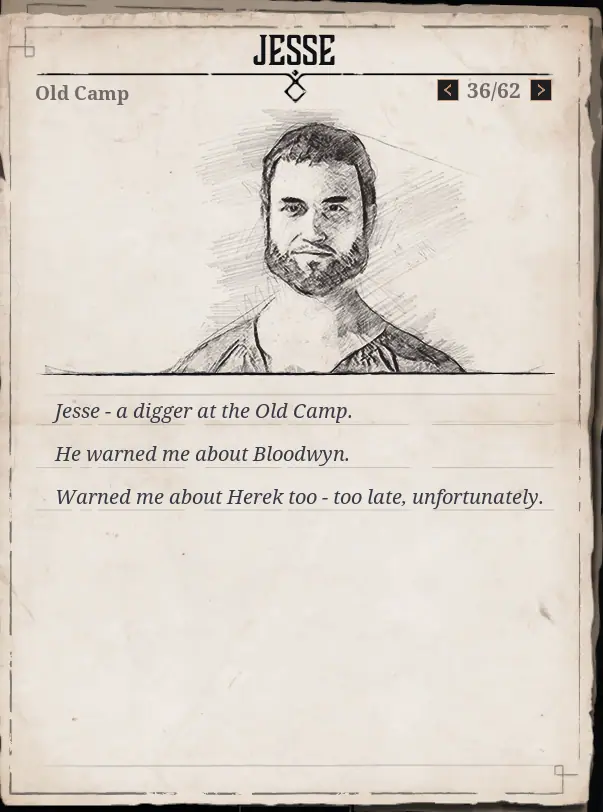 JESSE
Old Camp
36/62
Jesse - a digger at the Old Camp.
He warned me about Bloodwyn.
Warned me about Herek too - too late, unfortunately.